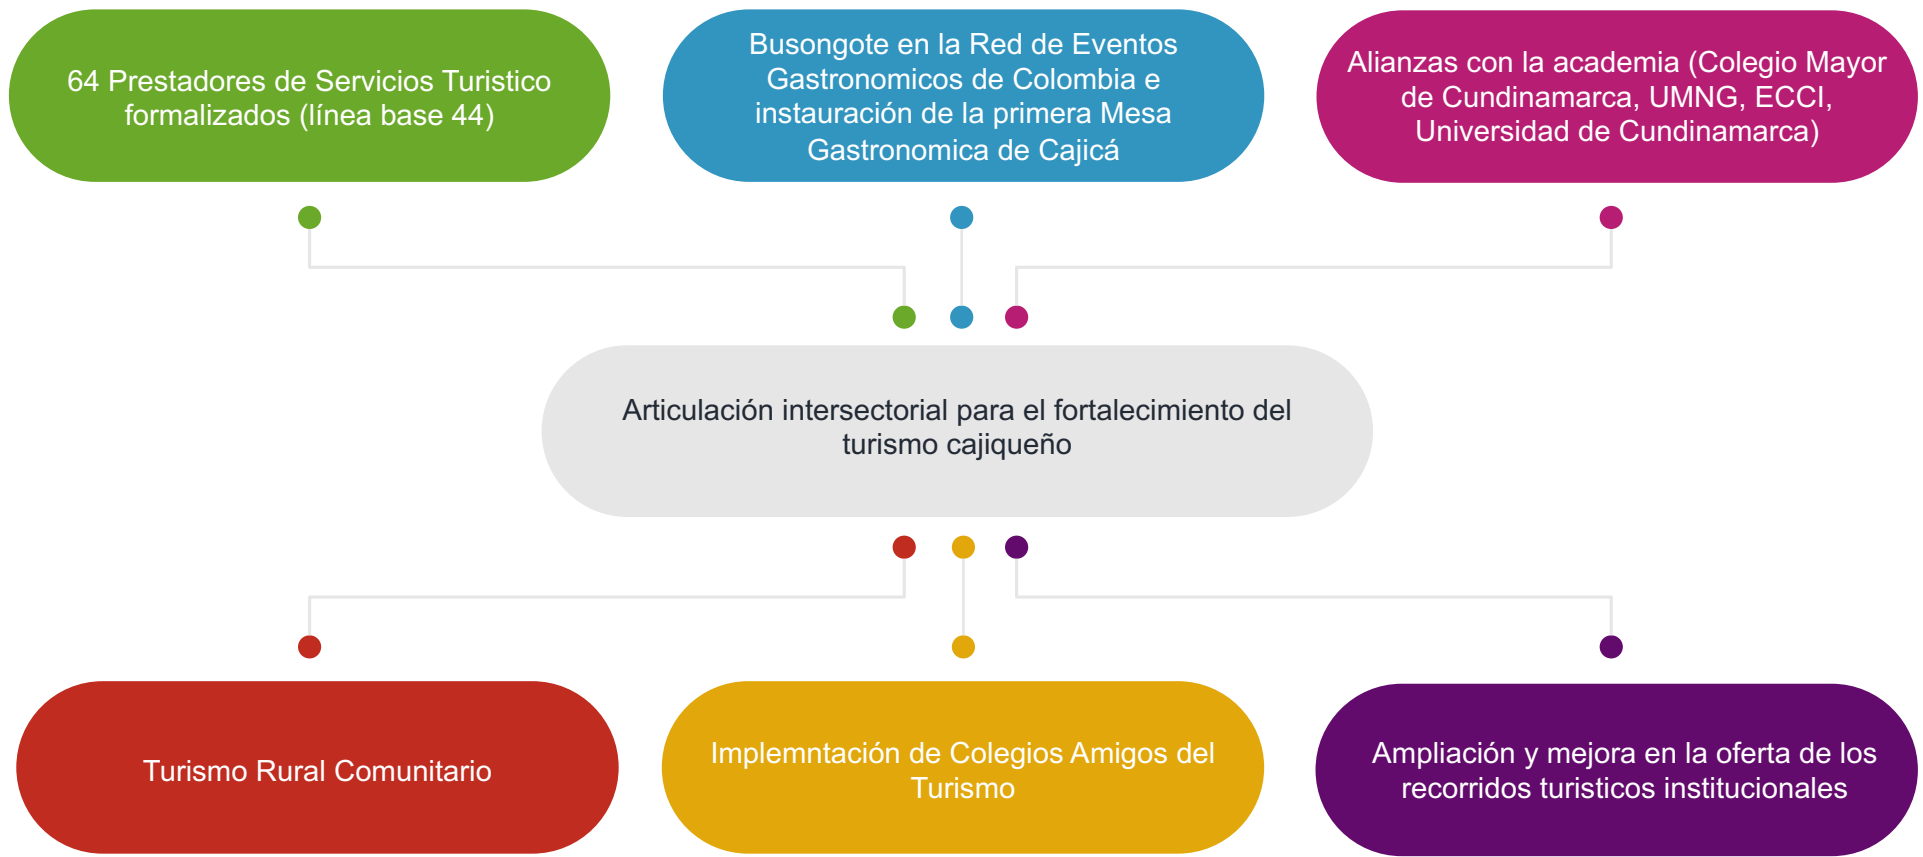 64 Prestadores de Servicios Turistico
formalizados (línea base 44)
Busongote en la Red de Eventos
Gastronomicos de Colombia e
instauración de la primera Mesa
Gastronomica de Cajicá
Alianzas con la academia (Colegio Mayor
de Cundinamarca, UMNG, ECCI,
Universidad de Cundinamarca)
Articulación intersectorial para el fortalecimiento del
turismo cajiqueño
Turismo Rural Comunitario
Implemntación de Colegios Amigos del
Turismo
Ampliación y mejora en la oferta de los
recorridos turisticos institucionales